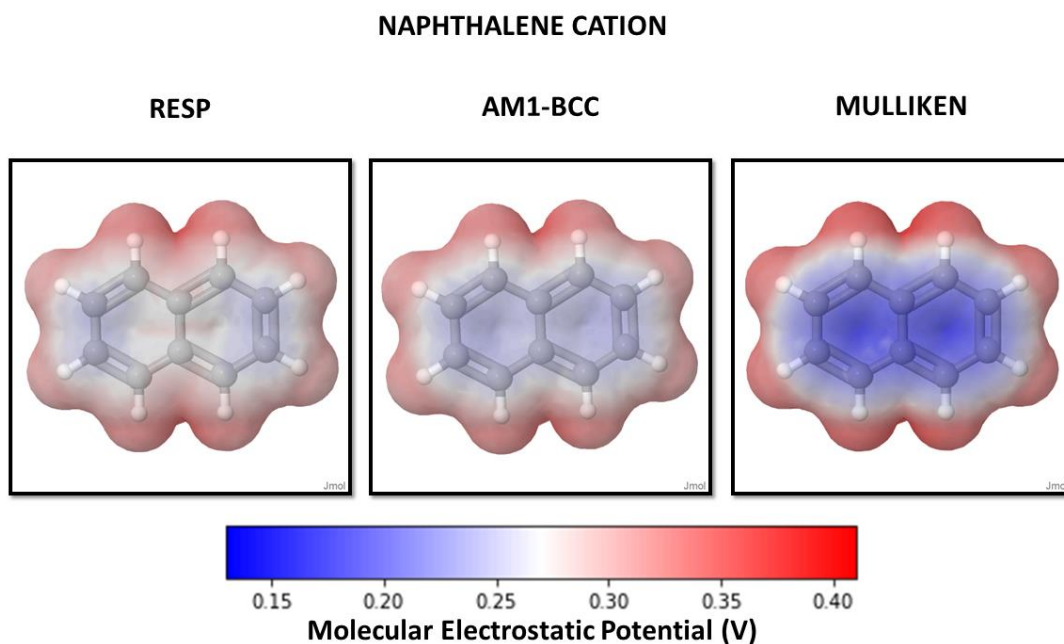 NAPHTHALENE CATION
RESP
AM1-BCC
MULLIKEN
Jmol
Jmol
Jmol
0.15 0.20 0.25 0.30 0.35 0.40
Molecular Electrostatic Potential (V)